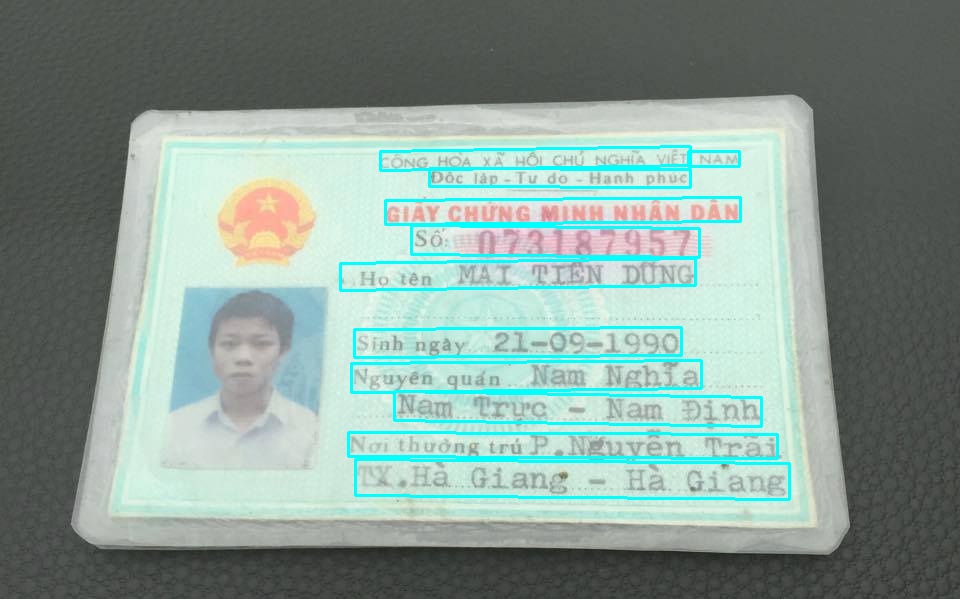 CỘNG HÒA XÃ HỘI CHỦ NGHĨA VIỆT NAM
Độc lập - Tự do - Hạnh phúc
GIẤY CHỨNG MINH NHÂN DÂN
Số: 073187957
Họ tên MAI TIẾN DŨNG
Sinh ngày 21-09-1990
Nguyên quán Nam Nghĩa
Nam Trực - Nam Định
Nơi thường trú P.Nguyễn Trãi
TX.Hà Giang - Hà Giang